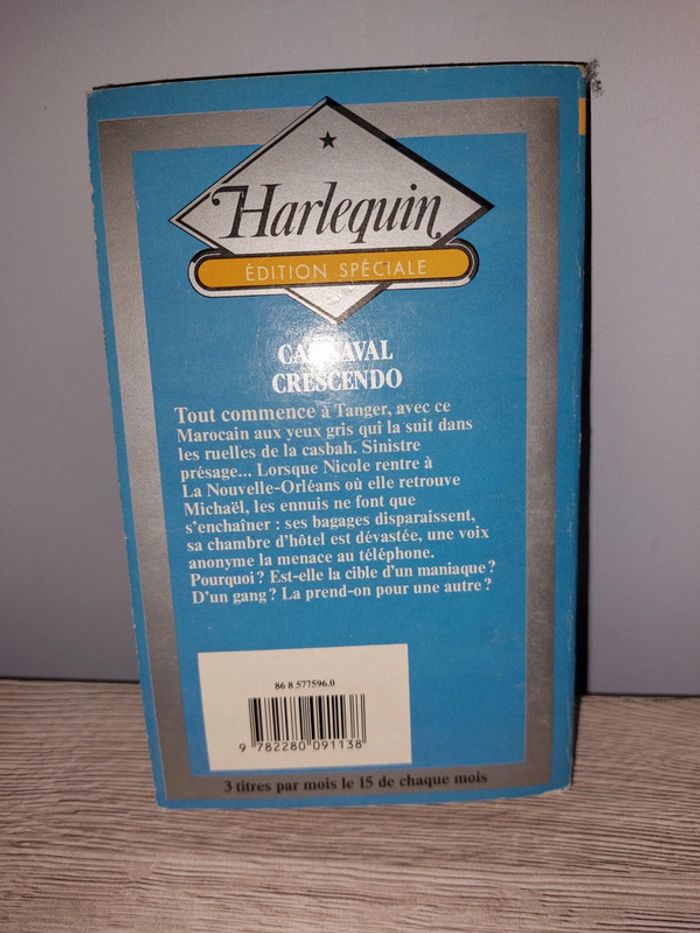 Harlequin
ÉDITION SPÉCIALE
CARNAVAL
CRESCENDO
Tout commence à Tanger, avec ce
Marocain aux yeux gris qui la suit dans
les ruelles de la casbah. Sinistre
présage... Lorsque Nicole rentre à
La Nouvelle-Orléans où elle retrouve
Michaël, les ennuis ne font que
s'enchaîner : ses bagages disparaissent,
sa chambre d'hôtel est dévastée, une voix
anonyme la menace au téléphone.
Pourquoi ? Est-elle la cible d'un maniaque ?
D'un gang ? La prend-on pour une autre ?
86 8 577596.0
9 782280 091138
3 titres par mois le 15 de chaque mois